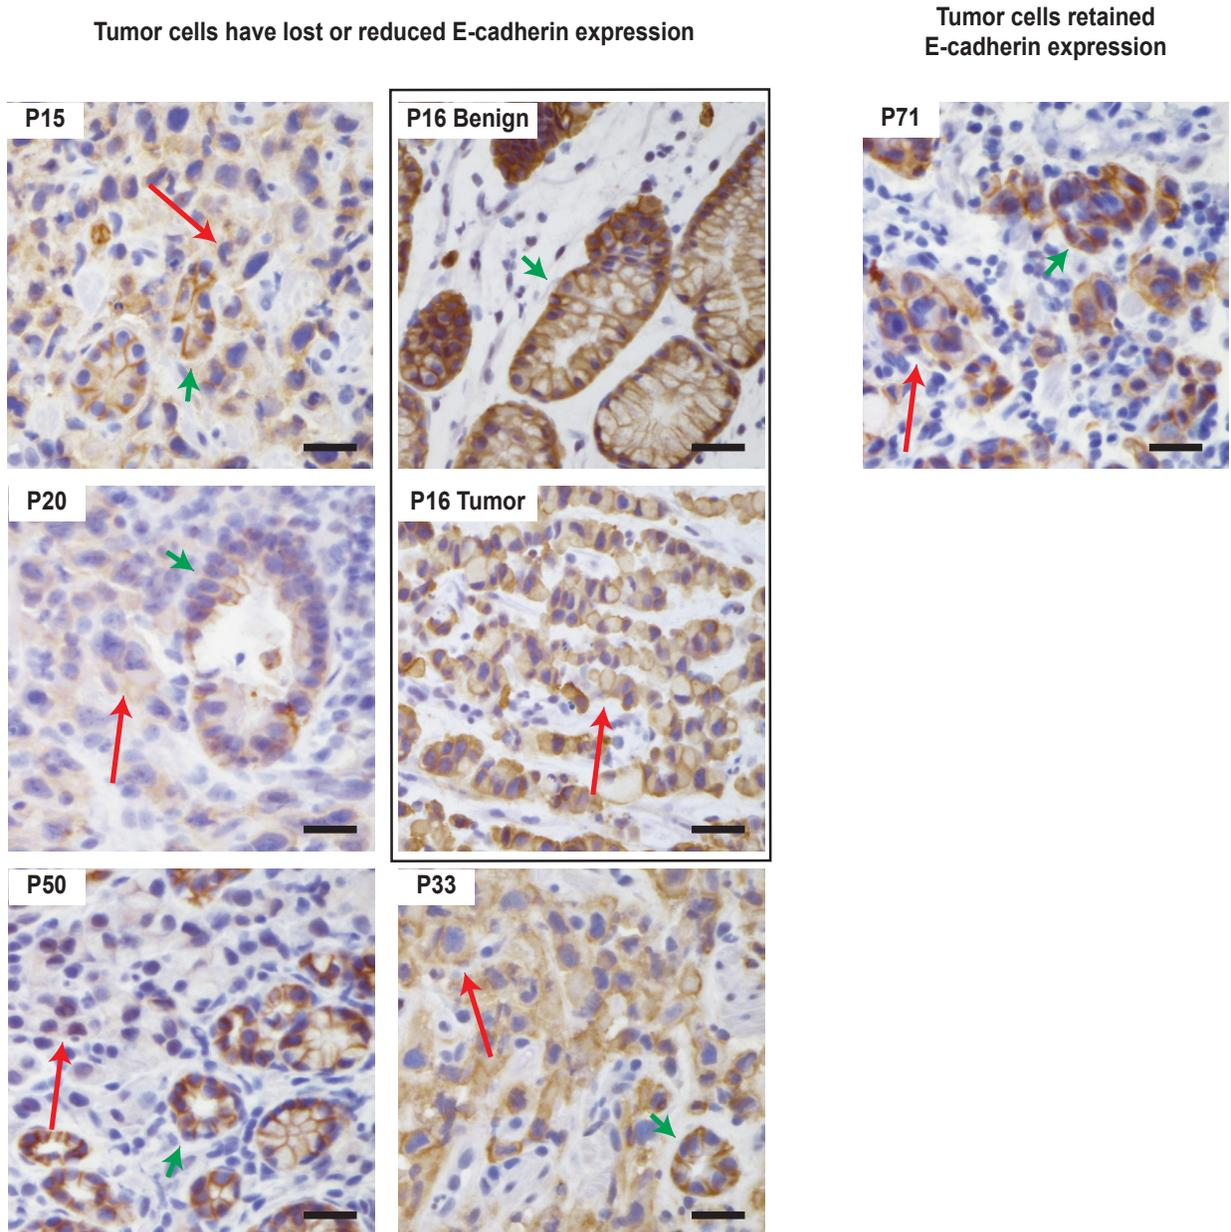 Tumor cells have lost or reduced E-cadherin expression
Tumor cells retained
E-cadherin expression
P15
P16 Benign
P71
P20
P16 Tumor
P50
P33